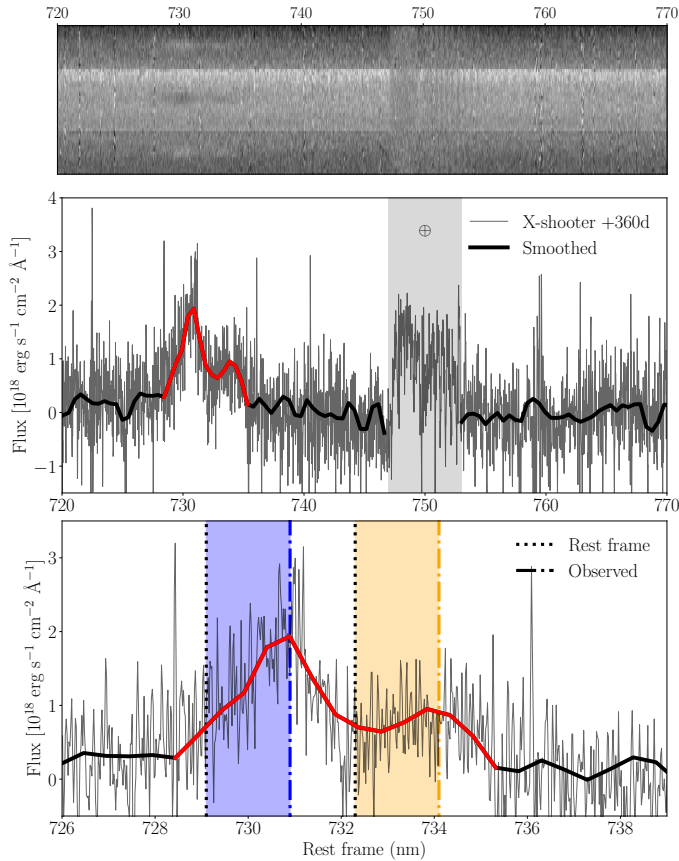 720 730 740 750 760 770
4
3
2
1
0
−1
Flux [10¹⁸ erg s⁻¹ cm⁻² Å⁻¹]
⊕
X-shooter +360d
Smoothed
720 730 740 750 760 770
3
2
1
0
Flux [10¹⁸ erg s⁻¹ cm⁻² Å⁻¹]
Rest frame
Observed
726 728 730 732 734 736 738
Rest frame (nm)